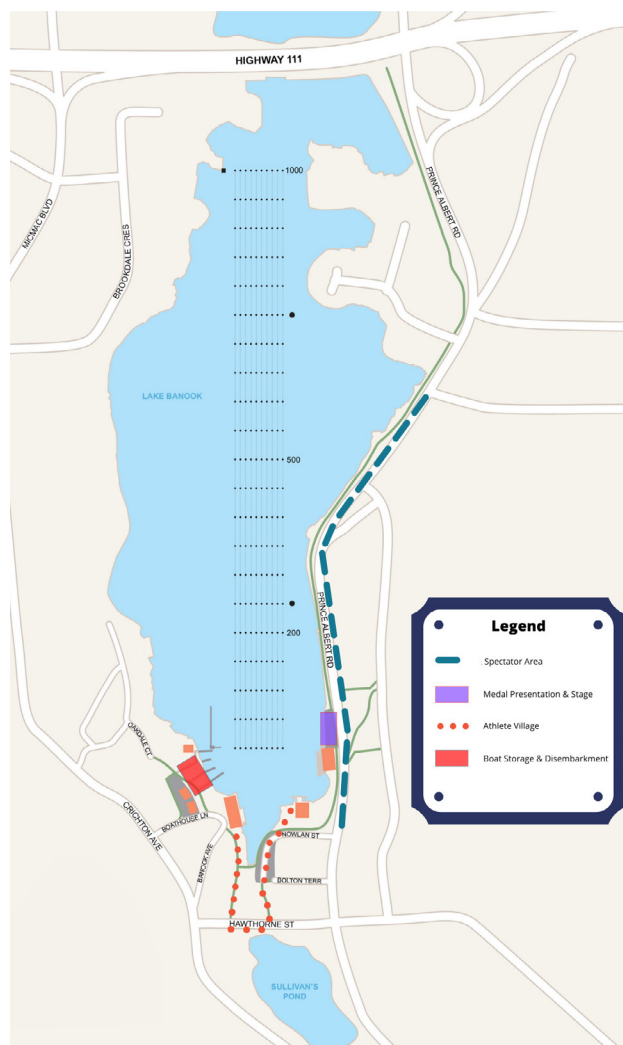 HIGHWAY 111
1000
MICMAC BLVD
PRINCE ALBERT RD
BROOKDALE CRES
LAKE BANOOK
500
PRINCE ALBERT RD
200
Legend
Spectator Area
Medal Presentation & Stage
Athlete Village
Boat Storage & Disembarkment
OAKDALE CT
CRICHTON AVE
BOATHOUSE LN
BANOOK AVE
NOWLAN ST
BOLTON TERR
HAWTHORNE ST
SULLIVAN'S
POND